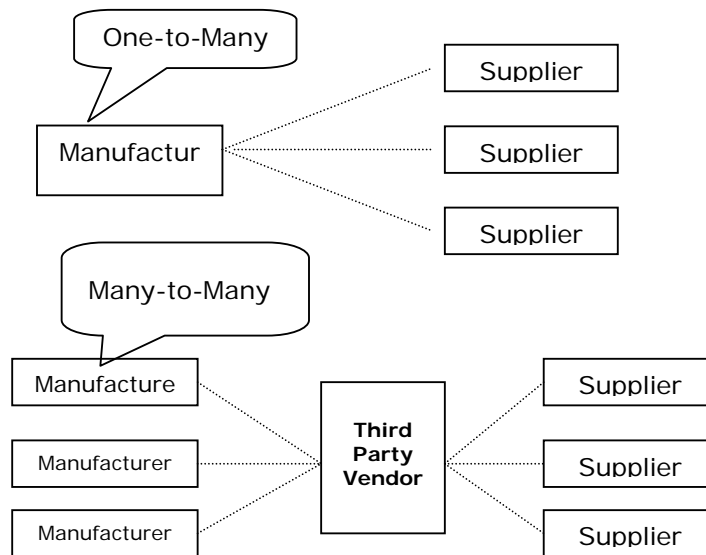 One-to-Many
Supplier
Manufactur
Supplier
Supplier
Many-to-Many
Manufacture
Supplier
Third
Party
Vendor
Manufacturer
Supplier
Manufacturer
Supplier